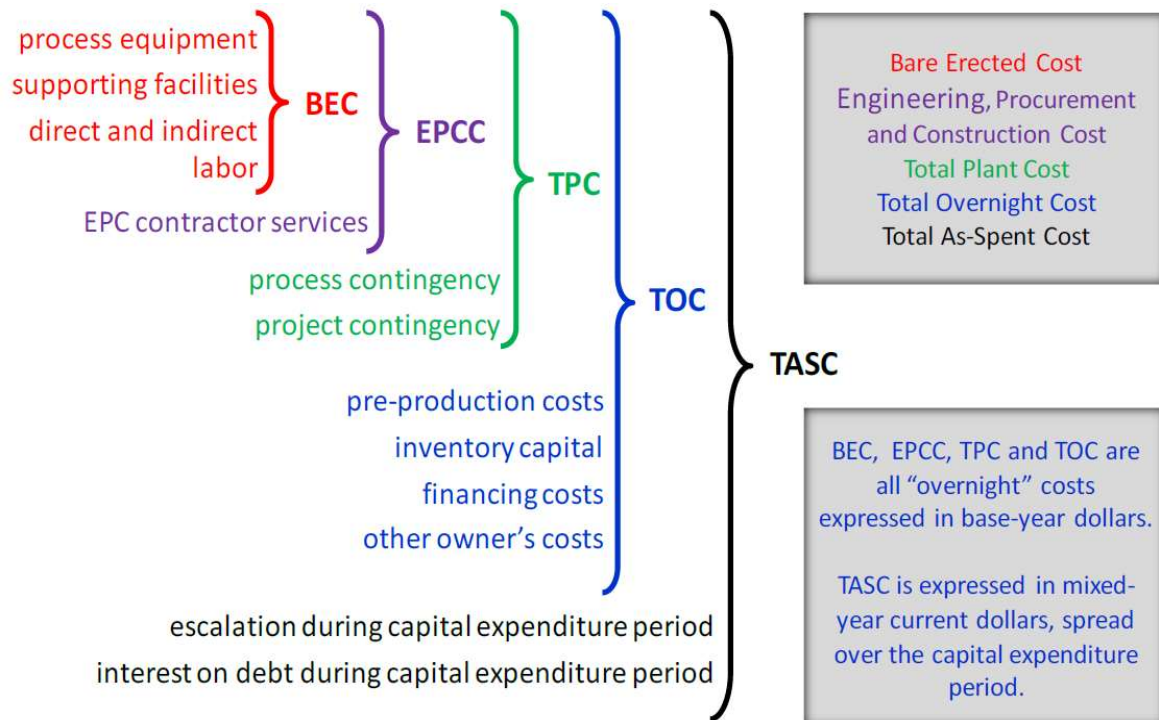 process equipment
supporting facilities
direct and indirect
labor
BEC
EPC contractor services
EPCC
process contingency
project contingency
TPC
pre-production costs
inventory capital
financing costs
other owner's costs
TOC
escalation during capital expenditure period
interest on debt during capital expenditure period
TASC
Bare Erected Cost
Engineering, Procurement
and Construction Cost
Total Plant Cost
Total Overnight Cost
Total As-Spent Cost
BEC, EPCC, TPC and TOC are
all “overnight” costs
expressed in base-year dollars.
TASC is expressed in mixed-
year current dollars, spread
over the capital expenditure
period.